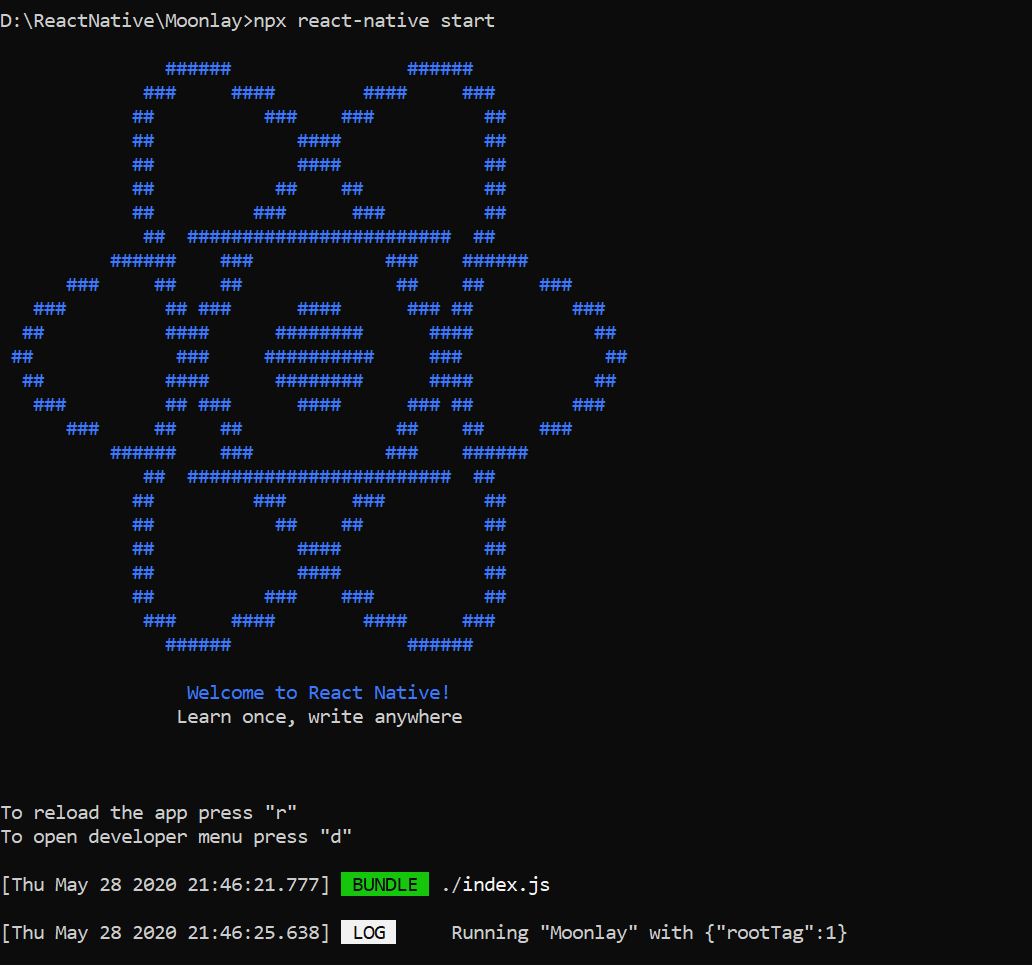 D:\ReactNative\Moonlay>npx react-native start
               ######                ######
             ###     ####        ####     ###
            ##          ###    ###          ##
            ##             ####             ##
            ##             ####             ##
            ##           ##    ##           ##
            ##         ###      ###         ##
             ##  ########################  ##
          ######    ###            ###    ######
      ###     ##    ##              ##    ##     ###
   ###         ## ###      ####      ### ##         ###
  ##           ####      ########      ####           ##
 ##             ###     ##########     ###             ##
  ##           ####      ########      ####           ##
   ###         ## ###      ####      ### ##         ###
      ###     ##    ##              ##    ##     ###
          ######    ###            ###    ######
             ##  ########################  ##
            ##         ###      ###         ##
            ##           ##    ##           ##
            ##             ####             ##
            ##             ####             ##
            ##          ###    ###          ##
             ###     ####        ####     ###
               ######                ######
Welcome to React Native!
Learn once, write anywhere
To reload the app press "r"
To open developer menu press "d"
[Thu May 28 2020 21:46:21.777] BUNDLE ./index.js
[Thu May 28 2020 21:46:25.638] LOG Running "Moonlay" with {"rootTag":1}